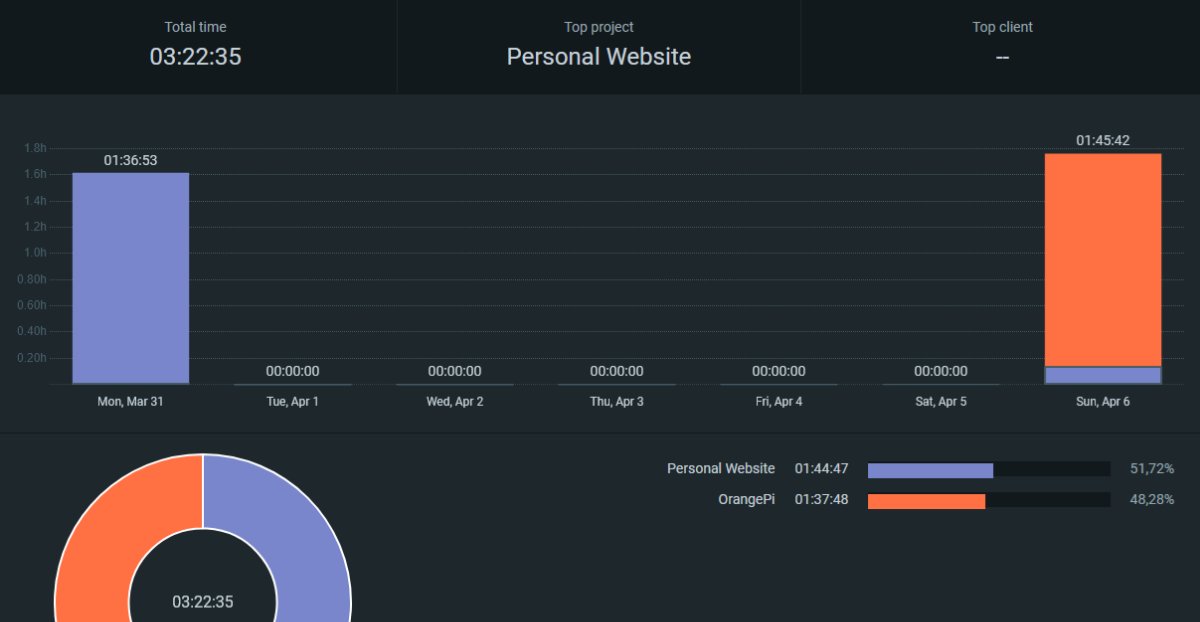 Total time
03:22:35
Top project
Personal Website
Top client
--
1.8h
1.6h
1.4h
1.2h
1.0h
0.80h
0.60h
0.40h
0.20h
01:36:53
00:00:00
00:00:00
00:00:00
00:00:00
00:00:00
01:45:42
Mon, Mar 31
Tue, Apr 1
Wed, Apr 2
Thu, Apr 3
Fri, Apr 4
Sat, Apr 5
Sun, Apr 6
Personal Website 01:44:47 51,72%
OrangePi 01:37:48 48,28%
03:22:35